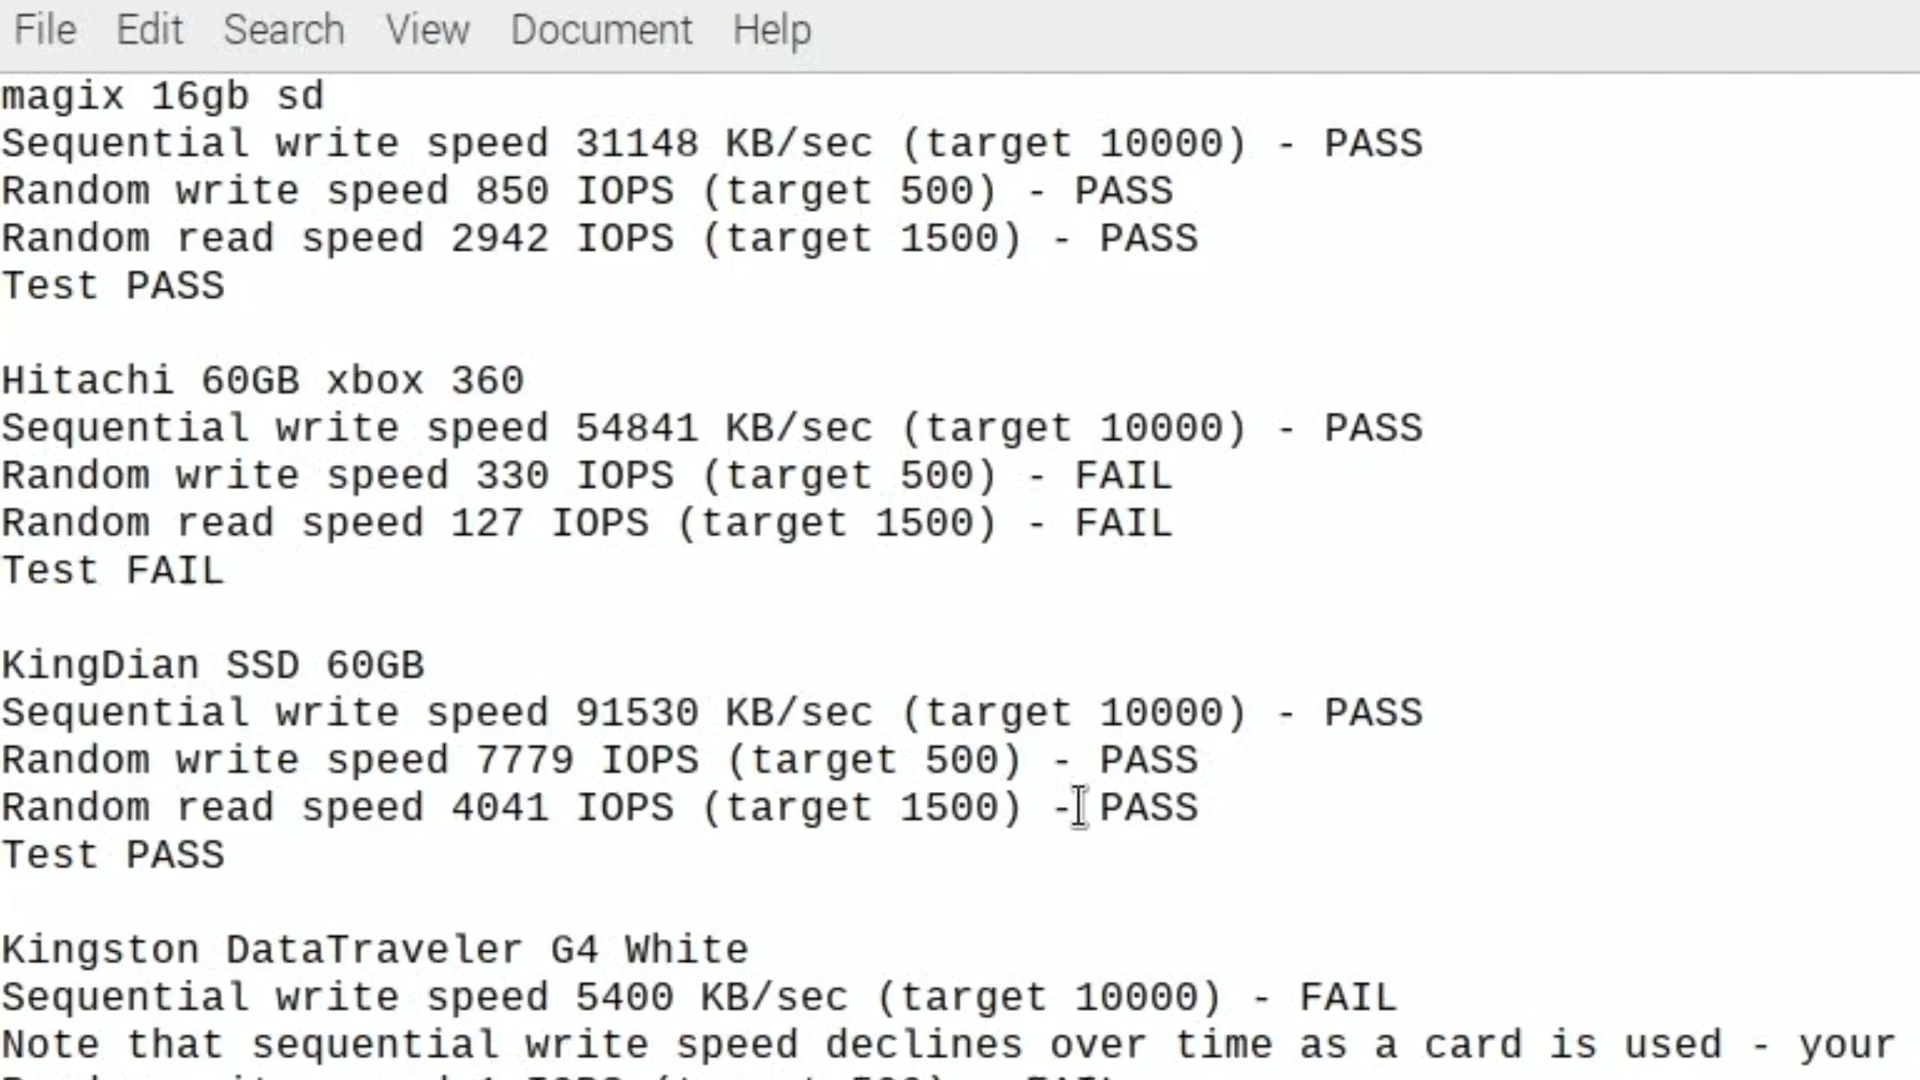 File Edit Search View Document Help
magix 16gb sd
Sequential write speed 31148 KB/sec (target 10000) - PASS
Random write speed 850 IOPS (target 500) - PASS
Random read speed 2942 IOPS (target 1500) - PASS
Test PASS
Hitachi 60GB xbox 360
Sequential write speed 54841 KB/sec (target 10000) - PASS
Random write speed 330 IOPS (target 500) - FAIL
Random read speed 127 IOPS (target 1500) - FAIL
Test FAIL
KingDian SSD 60GB
Sequential write speed 91530 KB/sec (target 10000) - PASS
Random write speed 7779 IOPS (target 500) - PASS
Random read speed 4041 IOPS (target 1500) - PASS
Test PASS
Kingston DataTraveler G4 White
Sequential write speed 5400 KB/sec (target 10000) - FAIL
Note that sequential write speed declines over time as a card is used - your